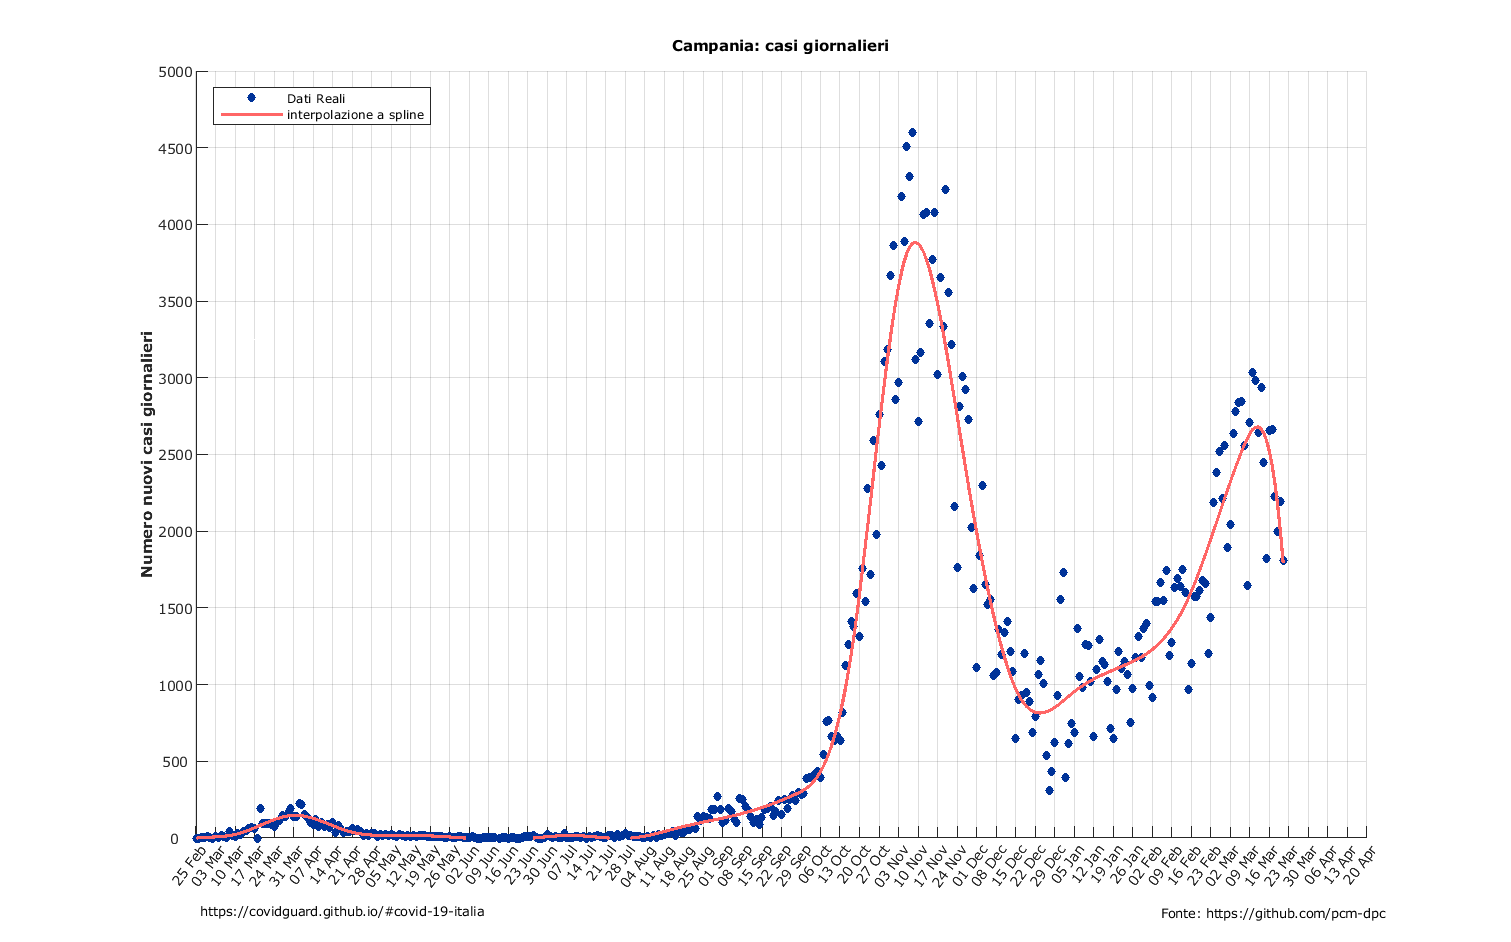 Campania: casi giornalieri
Dati Reali
interpolazione a spline
Numero nuovi casi giornalieri
5000
4500
4000
3500
3000
2500
2000
1500
1000
500
0
25 Feb
03 Mar
10 Mar
17 Mar
24 Mar
31 Mar
07 Apr
14 Apr
21 Apr
28 Apr
05 May
12 May
19 May
26 May
02 Jun
09 Jun
16 Jun
23 Jun
30 Jun
07 Jul
14 Jul
21 Jul
28 Jul
04 Aug
11 Aug
18 Aug
25 Aug
01 Sep
08 Sep
15 Sep
22 Sep
29 Sep
06 Oct
13 Oct
20 Oct
27 Oct
03 Nov
10 Nov
17 Nov
24 Nov
01 Dec
08 Dec
15 Dec
22 Dec
29 Dec
05 Jan
12 Jan
19 Jan
26 Jan
02 Feb
09 Feb
16 Feb
23 Feb
02 Mar
09 Mar
16 Mar
23 Mar
30 Mar
06 Apr
13 Apr
20 Apr
https://covidguard.github.io/#covid-19-italia
Fonte: https://github.com/pcm-dpc